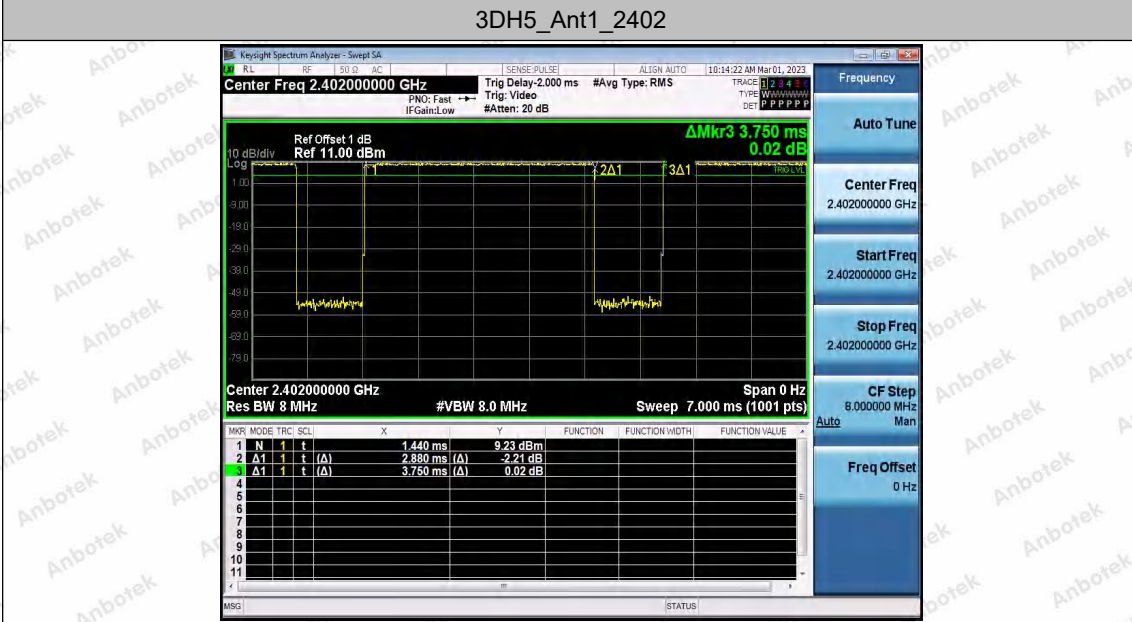 3DH5_Ant1_2402
Keysight Spectrum Analyzer - Swept SA
RL RF 50 Ω AC SENSE:PULSE ALIGN AUTO 10:14:22 AM Mar 01, 2023
Center Freq 2.402000000 GHz Trig Delay-2.000 ms #Avg Type: RMS TRACE 1 2 3 4 5 6
PNO: Fast Trig: Video TYPE
IFGain:Low #Atten: 20 dB DET P P P P P P
Frequency
Auto Tune
Center Freq
2.402000000 GHz
Start Freq
2.402000000 GHz
Stop Freq
2.402000000 GHz
CF Step
8.000000 MHz
Auto Man
Freq Offset
0 Hz
ΔMkr3 3.750 ms
0.02 dB
Ref Offset 1 dB
10 dB/div Ref 11.00 dBm
Log
1 2Δ1 3Δ1
TRIG LVL
1.00
-9.00
-19.0
-29.0
-39.0
-49.0
-59.0
-69.0
-79.0
Center 2.402000000 GHz Span 0 Hz
Res BW 8 MHz #VBW 8.0 MHz Sweep 7.000 ms (1001 pts)
MKR MODE TRC SCL X Y FUNCTION FUNCTION WIDTH FUNCTION VALUE
1 N 1 t 1.440 ms 9.23 dBm
2 Δ1 1 t (Δ) 2.880 ms (Δ) -2.21 dB
3 Δ1 1 t (Δ) 3.750 ms (Δ) 0.02 dB
4
5
6
7
8
9
10
11
MSG STATUS
Anbotek